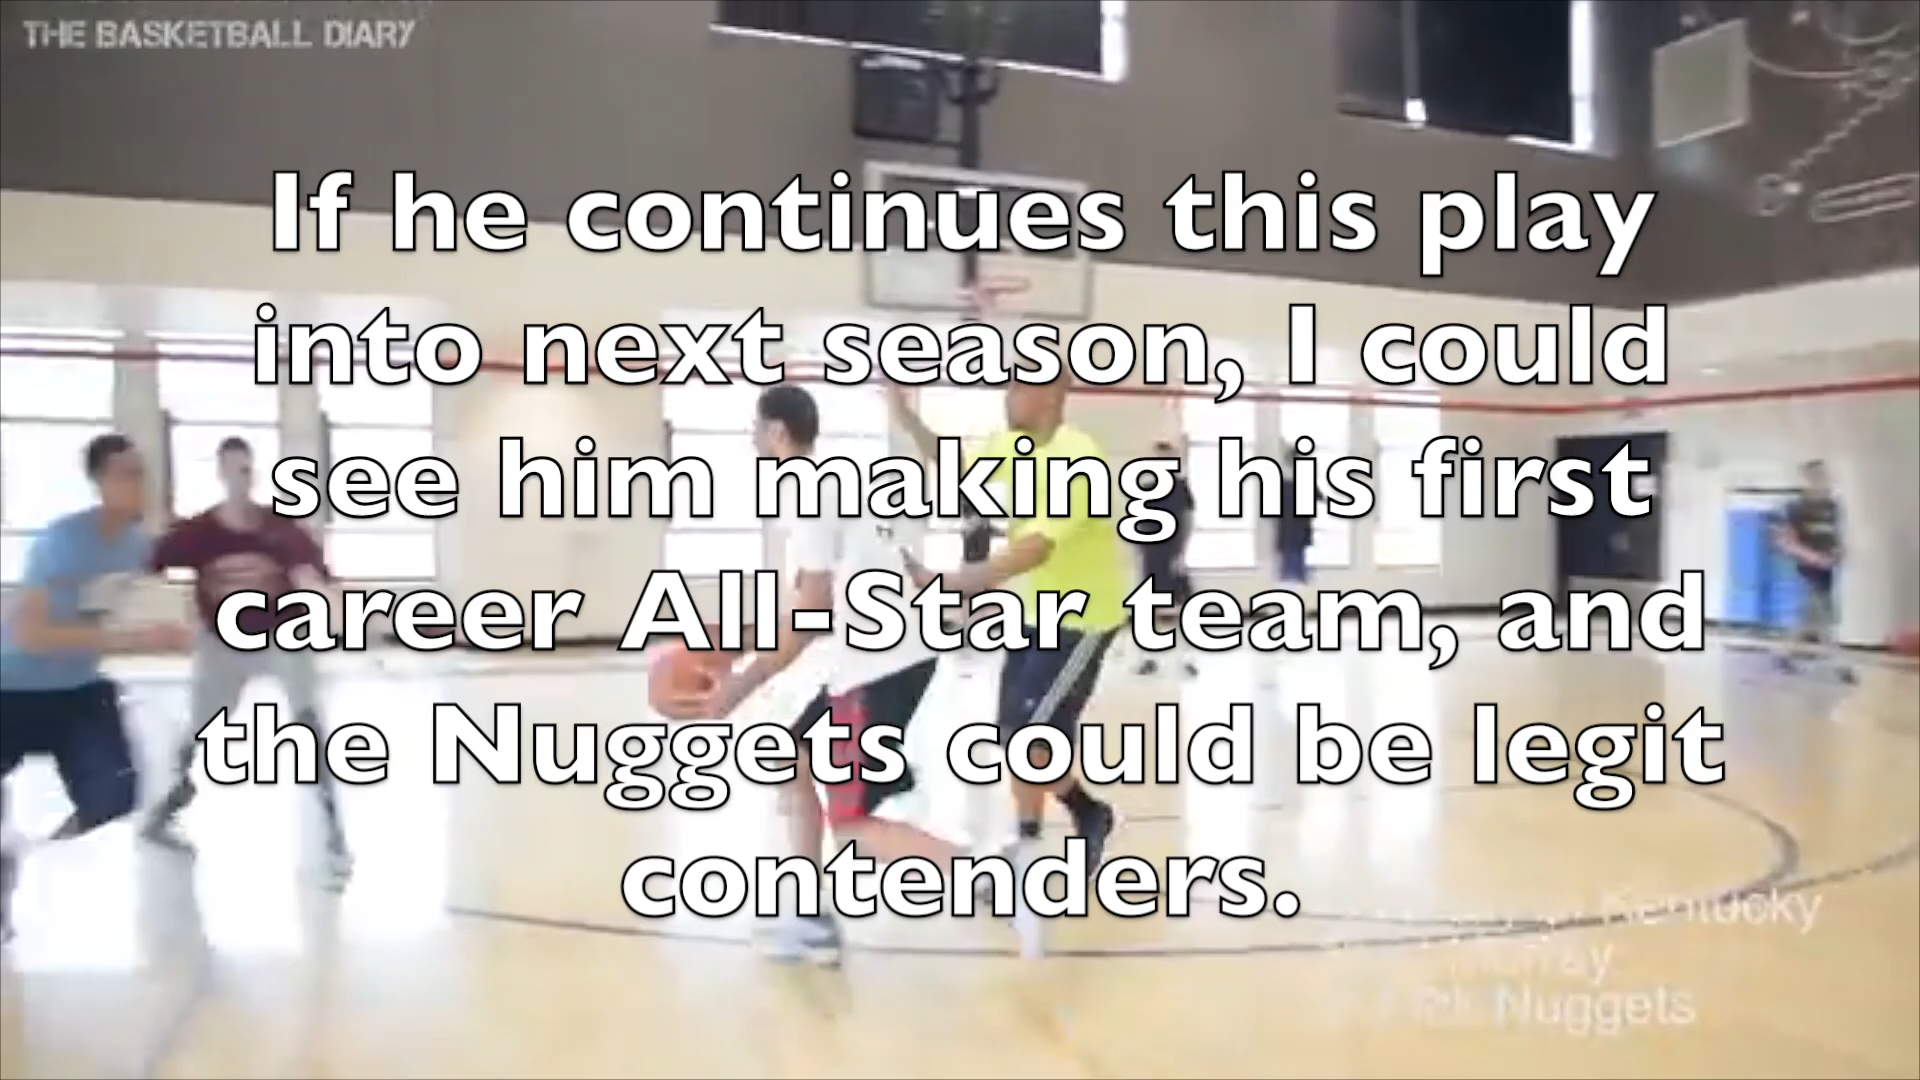 THE BASKETBALL DIARY
If he continues this play
into next season, I could
see him making his first
career All-Star team, and
the Nuggets could be legit
contenders.
Kentucky
Murray
Nuggets